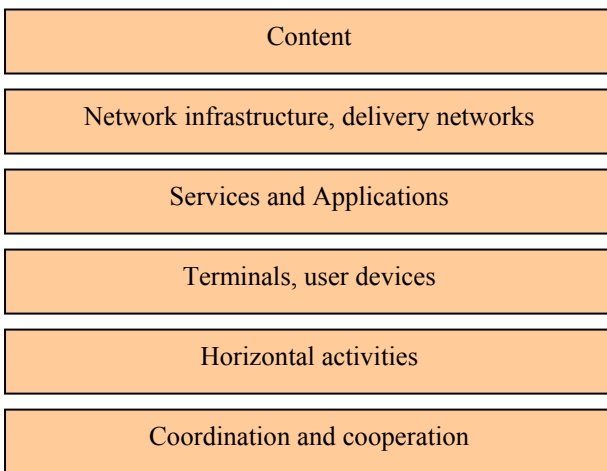 Content
Network infrastructure, delivery networks
Services and Applications
Terminals, user devices
Horizontal activities
Coordination and cooperation